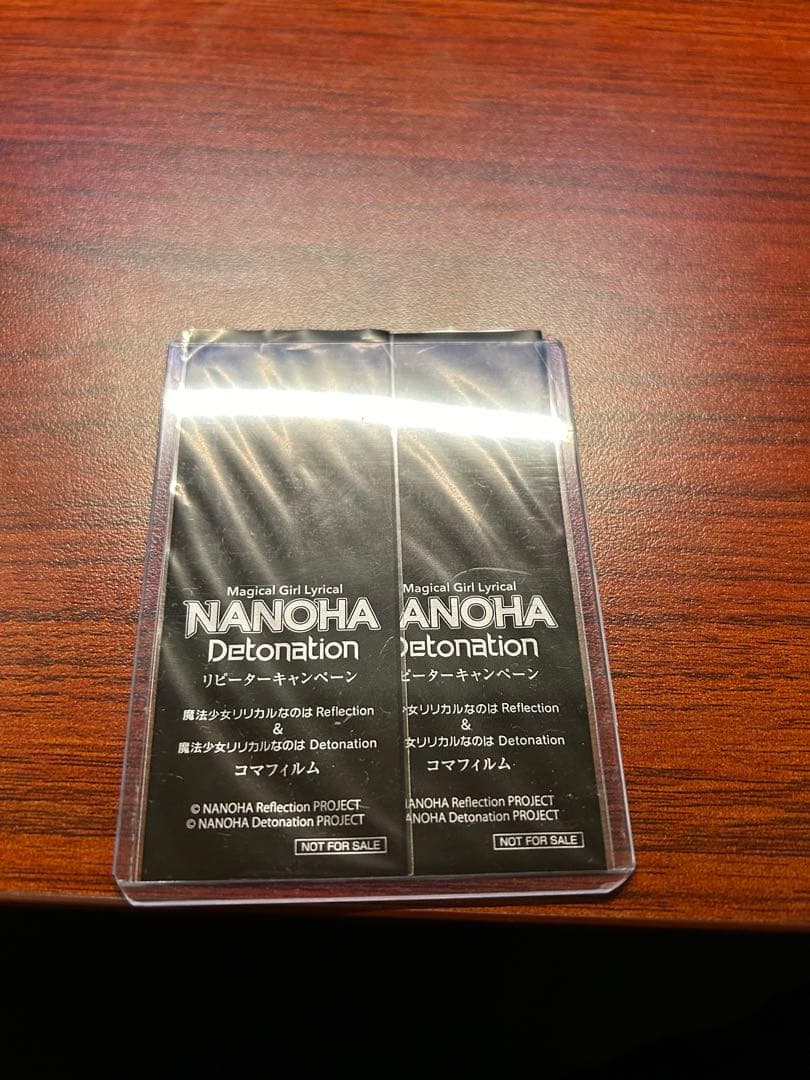 Magical Girl Lyrical
NANOHA
Detonation
リピーターキャンペーン
魔法少女リリカルなのは Reflection
&
魔法少女リリカルなのは Detonation
コマフィルム
© NANOHA Reflection PROJECT
© NANOHA Detonation PROJECT
NOT FOR SALE
Magical Girl Lyrical
ANOHA
Detonation
ピーターキャンペーン
少女リリカルなのは Reflection
&
少女リリカルなのは Detonation
コマフィルム
NANOHA Reflection PROJECT
ANOHA Detonation PROJECT
NOT FOR SALE